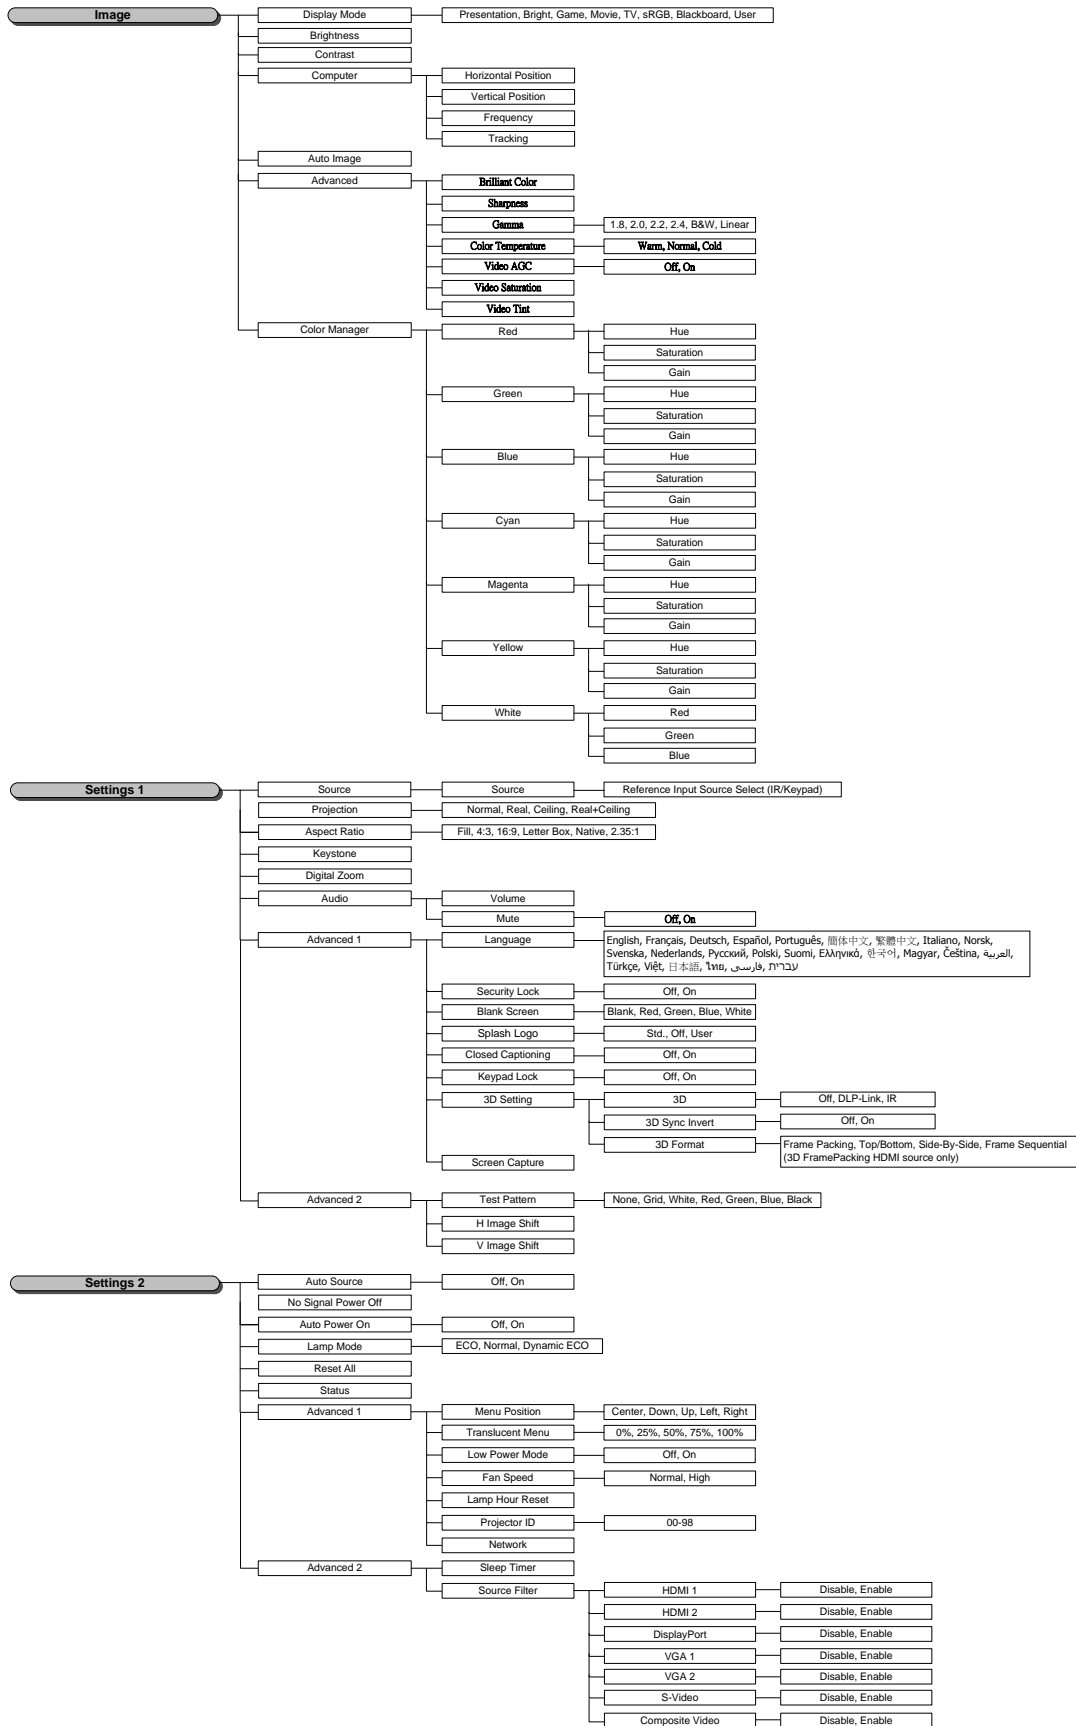 Image
Display Mode
Presentation, Bright, Game, Movie, TV, sRGB, Blackboard, User
Brightness
Contrast
Computer
Horizontal Position
Vertical Position
Frequency
Tracking
Auto Image
Advanced
Brilliant Color
Sharpness
Gamma
1.8, 2.0, 2.2, 2.4, B&W, Linear
Color Temperature
Warm, Normal, Cold
Video AGC
Off, On
Video Saturation
Video Tint
Color Manager
Red
Hue
Saturation
Gain
Green
Hue
Saturation
Gain
Blue
Hue
Saturation
Gain
Cyan
Hue
Saturation
Gain
Magenta
Hue
Saturation
Gain
Yellow
Hue
Saturation
Gain
White
Red
Green
Blue
Settings 1
Source
Source
Reference Input Source Select (IR/Keypad)
Projection
Normal, Real, Ceiling, Real+Ceiling
Aspect Ratio
Fill, 4:3, 16:9, Letter Box, Native, 2.35:1
Keystone
Digital Zoom
Audio
Volume
Mute
Off, On
Advanced 1
Language
English, Français, Deutsch, Español, Português, 簡体中文, 繁體中文, Italiano, Norsk,
Svenska, Nederlands, Русский, Polski, Suomi, Ελληνικά, 한국어, Magyar, Čeština, العربية,
Türkçe, Việt, 日本語, ไทย, فارسی, עברית
Security Lock
Off, On
Blank Screen
Blank, Red, Green, Blue, White
Splash Logo
Std., Off, User
Closed Captioning
Off, On
Keypad Lock
Off, On
3D Setting
3D
Off, DLP-Link, IR
3D Sync Invert
Off, On
3D Format
Frame Packing, Top/Bottom, Side-By-Side, Frame Sequential
(3D FramePacking HDMI source only)
Screen Capture
Advanced 2
Test Pattern
None, Grid, White, Red, Green, Blue, Black
H Image Shift
V Image Shift
Settings 2
Auto Source
Off, On
No Signal Power Off
Auto Power On
Off, On
Lamp Mode
ECO, Normal, Dynamic ECO
Reset All
Status
Advanced 1
Menu Position
Center, Down, Up, Left, Right
Translucent Menu
0%, 25%, 50%, 75%, 100%
Low Power Mode
Off, On
Fan Speed
Normal, High
Lamp Hour Reset
Projector ID
00-98
Network
Advanced 2
Sleep Timer
Source Filter
HDMI 1
Disable, Enable
HDMI 2
Disable, Enable
DisplayPort
Disable, Enable
VGA 1
Disable, Enable
VGA 2
Disable, Enable
S-Video
Disable, Enable
Composite Video
Disable, Enable